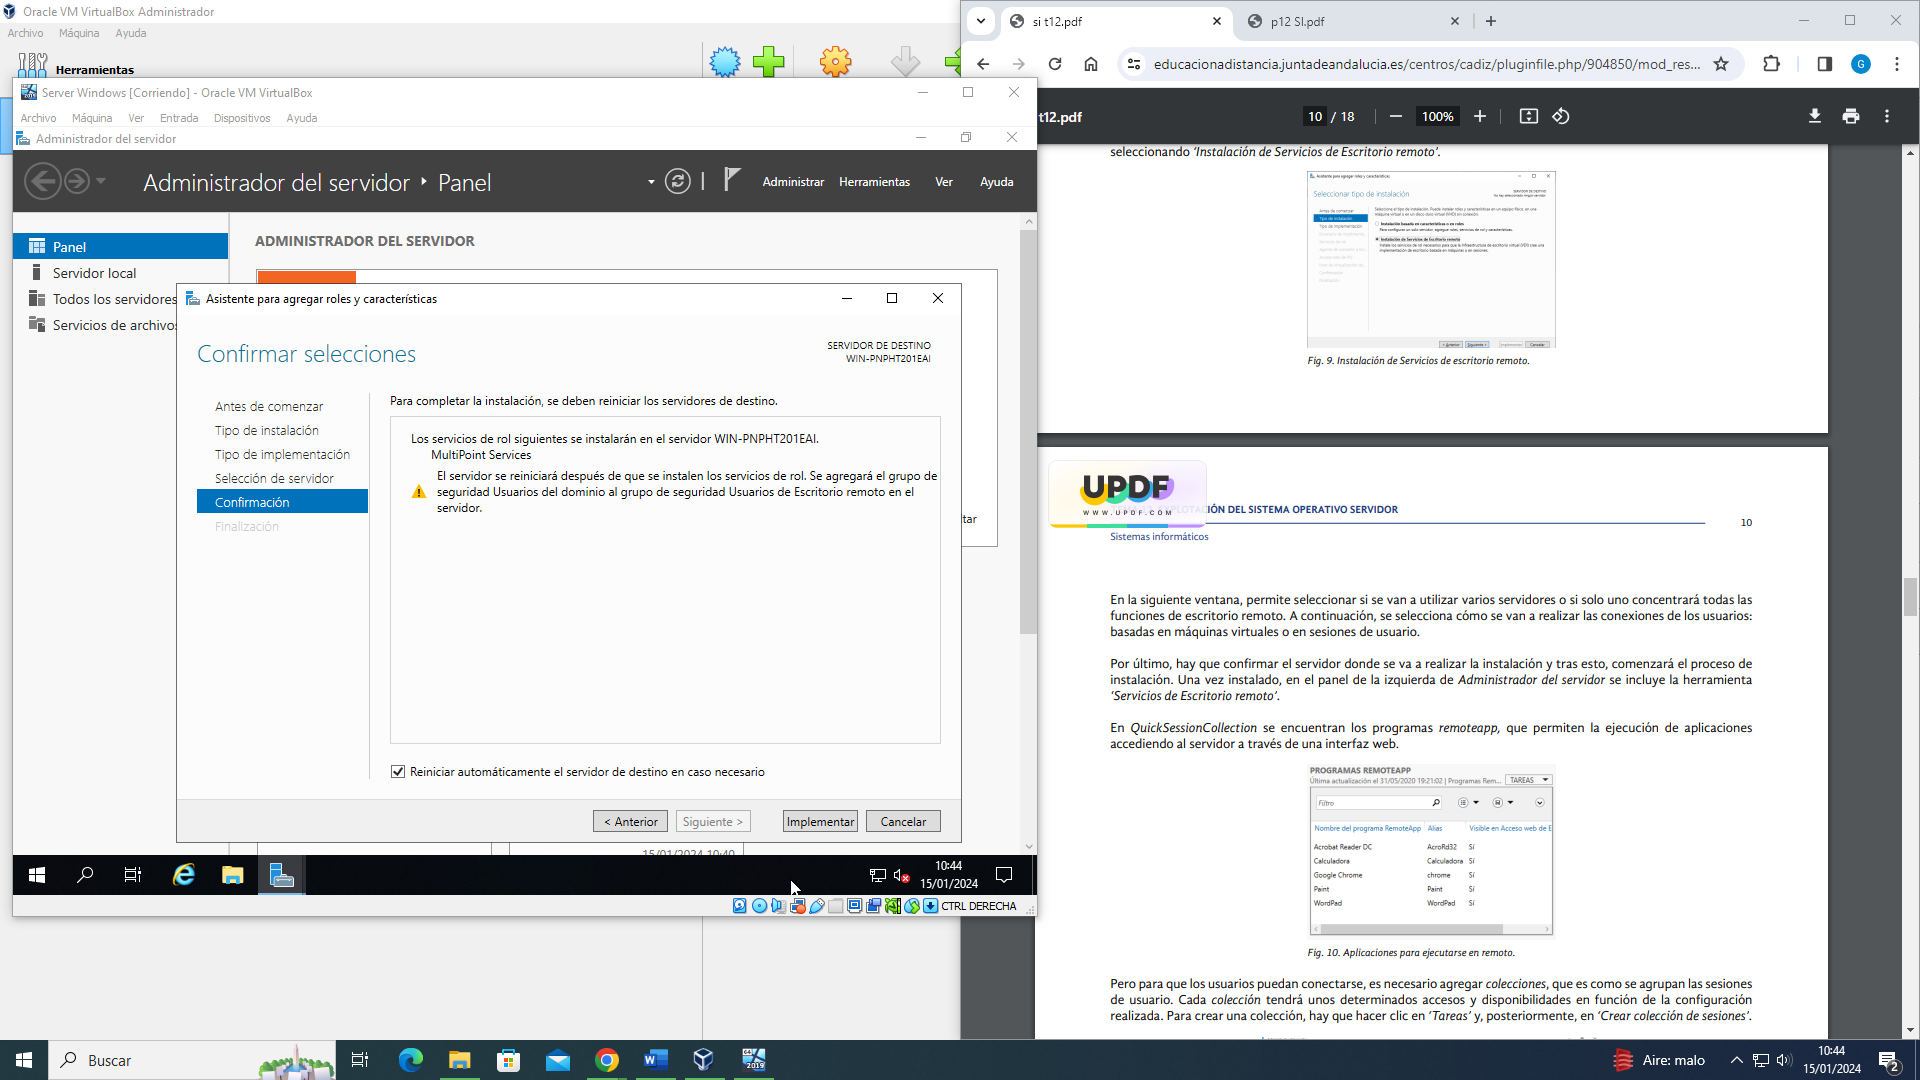 Oracle VM VirtualBox Administrador
Archivo Máquina Ayuda
Herramientas
Server Windows [Corriendo] - Oracle VM VirtualBox
Archivo Máquina Ver Entrada Dispositivos Ayuda
Administrador del servidor
Administrador del servidor Panel
Administrar Herramientas Ver Ayuda
Panel
Servidor local
Todos los servidores
Servicios de archivos
ADMINISTRADOR DEL SERVIDOR
Asistente para agregar roles y características
Confirmar selecciones
SERVIDOR DE DESTINO
WIN-PNPHT201EAI
Antes de comenzar
Tipo de instalación
Tipo de implementación
Selección de servidor
Confirmación
Finalización
Para completar la instalación, se deben reiniciar los servidores de destino.
Los servicios de rol siguientes se instalarán en el servidor WIN-PNPHT201EAI.
MultiPoint Services
El servidor se reiniciará después de que se instalen los servicios de rol. Se agregará el grupo de
seguridad Usuarios del dominio al grupo de seguridad Usuarios de Escritorio remoto en el
servidor.
tar
Reiniciar automáticamente el servidor de destino en caso necesario
< Anterior Siguiente > Implementar Cancelar
15/01/2024 10:40
10:44
15/01/2024
CTRL DERECHA
si t12.pdf
p12 SI.pdf
educacionadistancia.juntadeandalucia.es/centros/cadiz/pluginfile.php/904850/mod_res...
G
t12.pdf
10 / 18
100%
seleccionando ‘Instalación de Servicios de Escritorio remoto’.
Asistente para agregar roles y características
Seleccionar tipo de instalación
Fig. 9. Instalación de Servicios de escritorio remoto.
UPDF
WWW.UPDF.COM
IÓN DEL SISTEMA OPERATIVO SERVIDOR
10
Sistemas informáticos
En la siguiente ventana, permite seleccionar si se van a utilizar varios servidores o si solo uno concentrará todas las
funciones de escritorio remoto. A continuación, se selecciona cómo se van a realizar las conexiones de los usuarios:
basadas en máquinas virtuales o en sesiones de usuario.
Por último, hay que confirmar el servidor donde se va a realizar la instalación y tras esto, comenzará el proceso de
instalación. Una vez instalado, en el panel de la izquierda de Administrador del servidor se incluye la herramienta
‘Servicios de Escritorio remoto’.
En QuickSessionCollection se encuentran los programas remoteapp, que permiten la ejecución de aplicaciones
accediendo al servidor a través de una interfaz web.
PROGRAMAS REMOTEAPP
Última actualización el 31/05/2020 19:21:02 | Programas Rem... TAREAS
Filtro
Nombre del programa RemoteApp Alias Visible en Acceso web de E
Acrobat Reader DC AcroRd32 Sí
Calculadora Calculadora Sí
Google Chrome chrome Sí
Paint Paint Sí
WordPad WordPad Sí
Fig. 10. Aplicaciones para ejecutarse en remoto.
Pero para que los usuarios puedan conectarse, es necesario agregar colecciones, que es como se agrupan las sesiones
de usuario. Cada colección tendrá unos determinados accesos y disponibilidades en función de la configuración
realizada. Para crear una colección, hay que hacer clic en ‘Tareas’ y, posteriormente, en ‘Crear colección de sesiones’.
Buscar
Aire: malo
10:44
15/01/2024
2